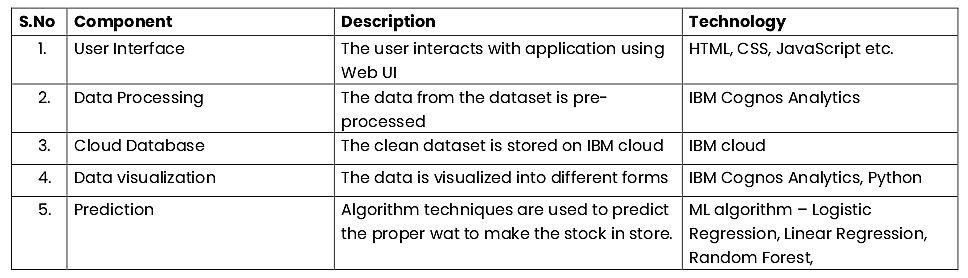 S.No Component Description Technology
1. User Interface The user interacts with application using HTML, CSS, JavaScript etc.
Web UI
2. Data Processing The data from the dataset is pre- IBM Cognos Analytics
processed
3. Cloud Database The clean dataset is stored on IBM cloud IBM cloud
4. Data visualization The data is visualized into different forms IBM Cognos Analytics, Python
5. Prediction Algorithm techniques are used to predict ML algorithm – Logistic
the proper wat to make the stock in store. Regression, Linear Regression,
Random Forest,